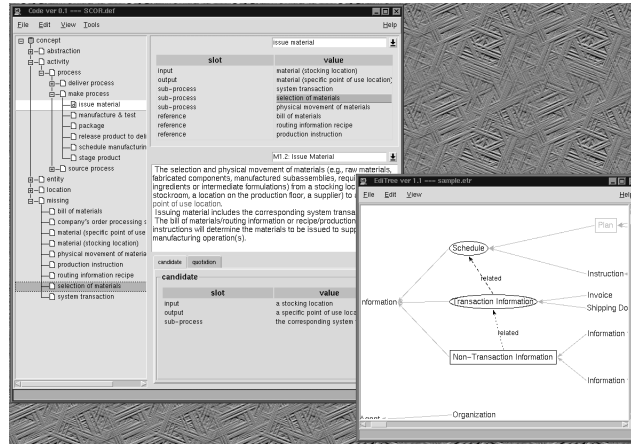 Code ver 0.1 === SCOR.def
File Edit View Tools Help
concept
abstraction
activity
process
deliver process
make process
issue material
manufacture & test
package
release product to deli
schedule manufacturin
stage product
source process
entity
location
missing
bill of materials
company's order processing s
material (specific point of use
material (stocking location)
physical movement of materia
production instruction
routing information recipe
selection of materials
system transaction
issue material
slot value
input material (stocking location)
output material (specific point of use location)
sub-process system transaction
sub-process selection of materials
sub-process physical movement of materials
reference bill of materials
reference routing information recipe
reference production instruction
M1.2: Issue Material
The selection and physical movement of materials (e.g., raw materials,
fabricated components, manufactured subassemblies, requi
ingredients or intermediate formulations) from a stocking loc
stockroom, a location on the production floor, a supplier) to
point of use location.
Issuing material includes the corresponding system transa
The bill of materials/routing information or recipe/production
instructions will determine the materials to be issued to supp
manufacturing operation(s).
candidate quotation
candidate
slot value
input a stocking location
output a specific point of use loca
sub-process the corresponding system
EdiTree ver 1.1 === sample.etr
File Edit View Help
Plan
Schedule
Instruction
related
Invoice
nformation
Transaction Information
Shipping Do
related
Information
Non-Transaction Information
Information
Organization
Agent